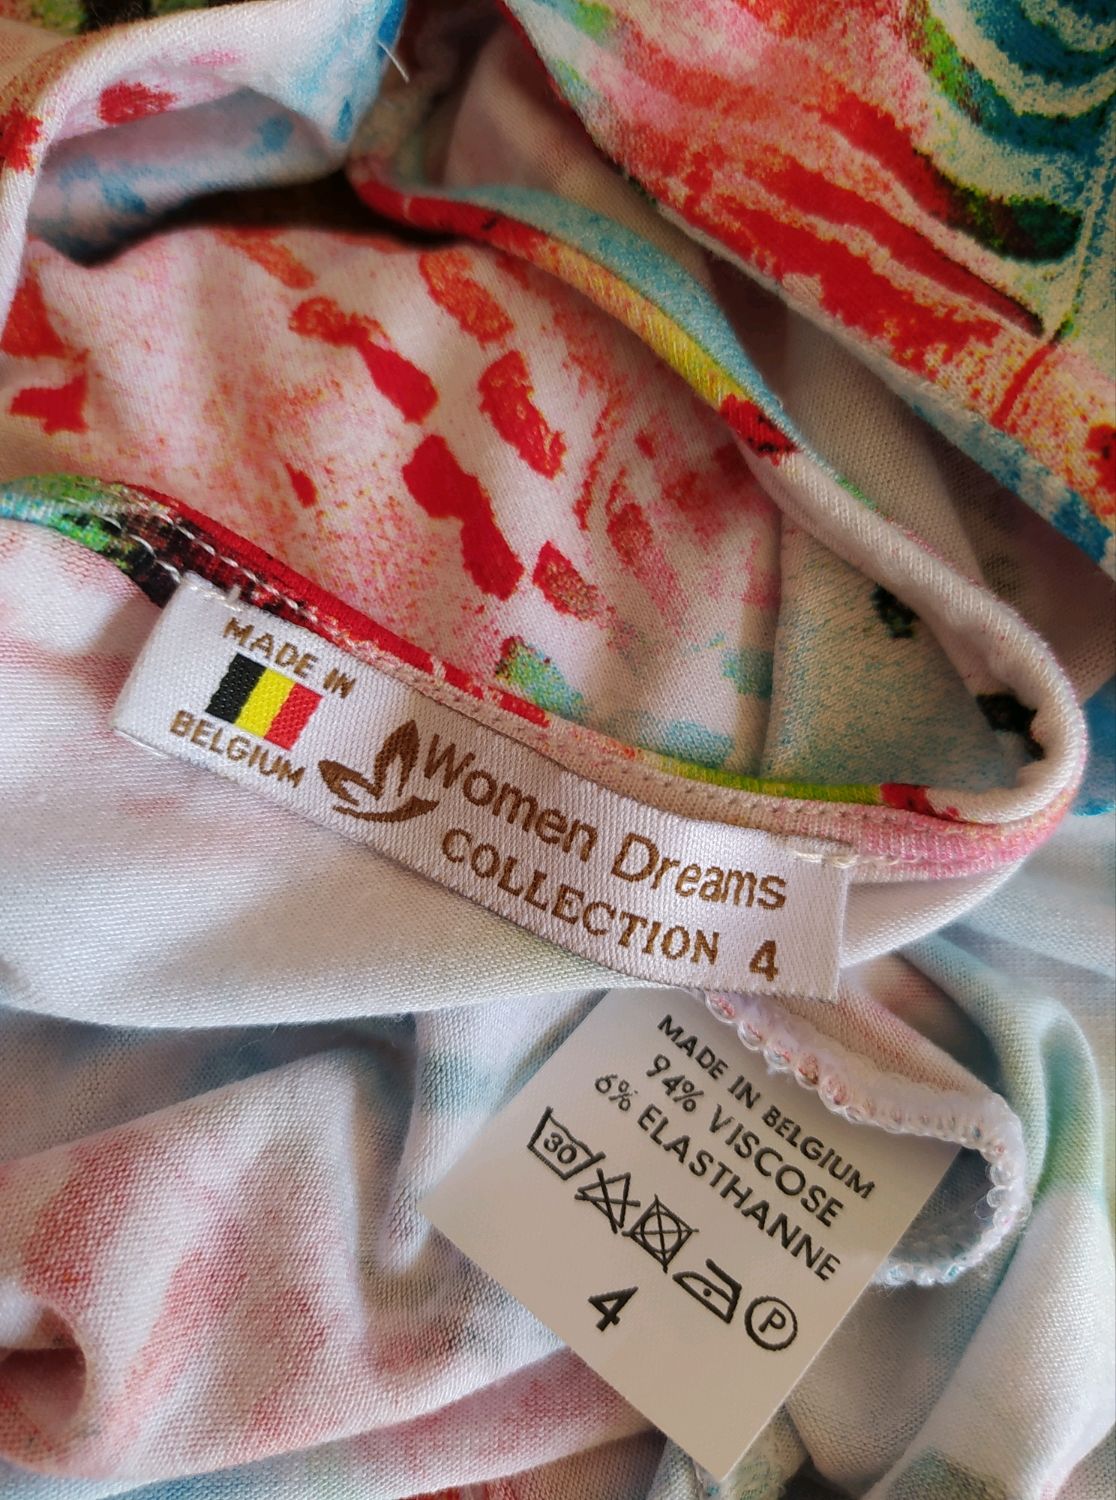 MADE IN
BELGIUM
Women Dreams
COLLECTION 4
MADE IN BELGIUM
94% VISCOSE
6% ELASTHANNE
30
P
4